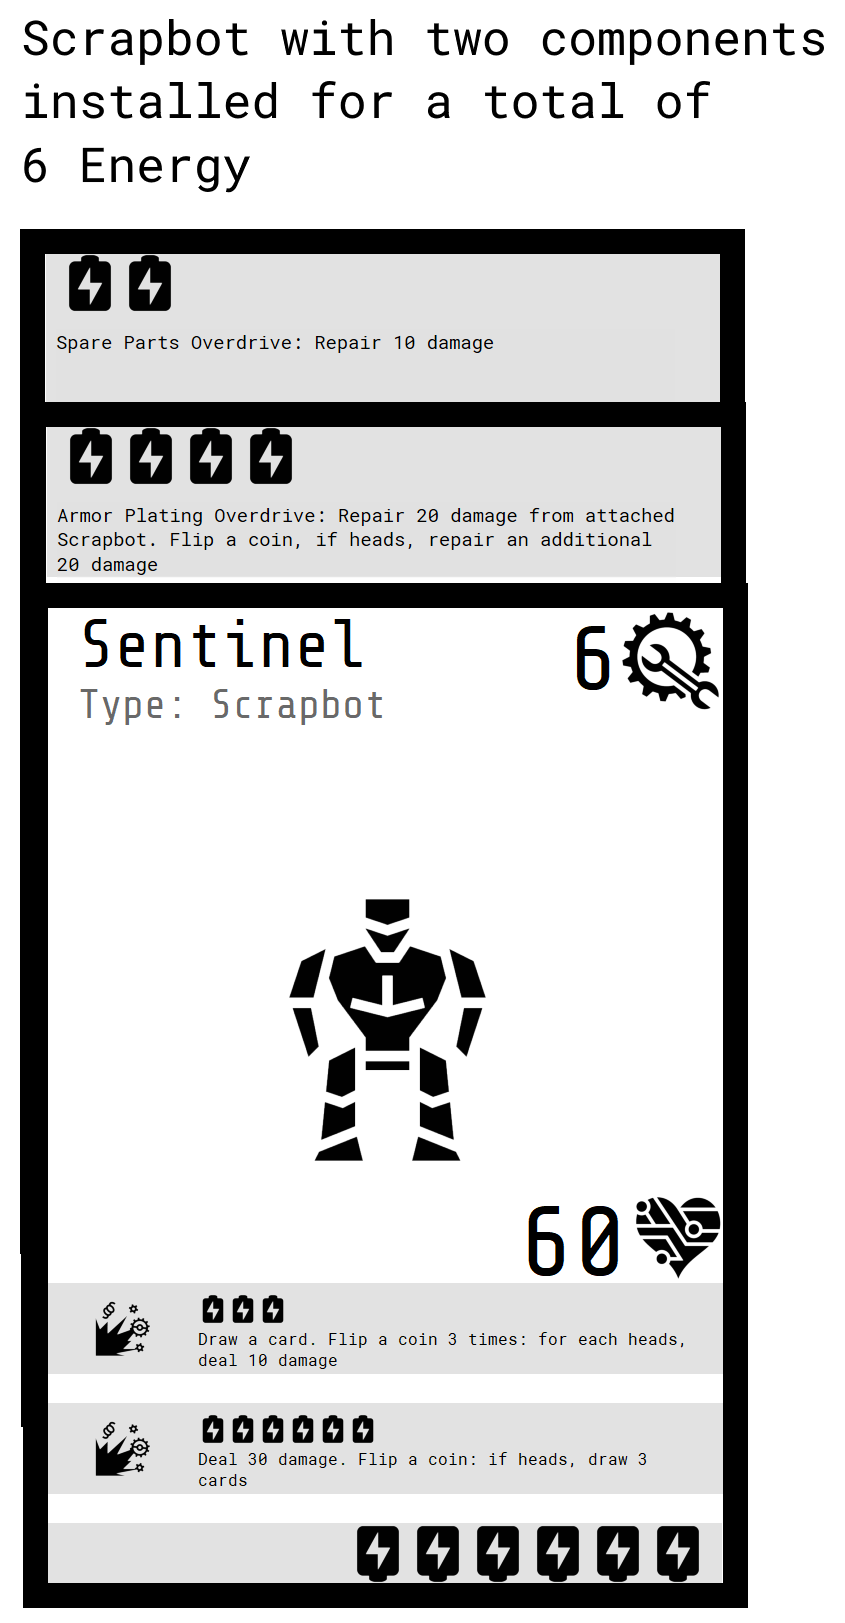 Scrapbot with two components
installed for a total of
6 Energy
Spare Parts Overdrive: Repair 10 damage
Armor Plating Overdrive: Repair 20 damage from attached
Scrapbot. Flip a coin, if heads, repair an additional
20 damage
Sentinel
6
Type: Scrapbot
60
Draw a card. Flip a coin 3 times: for each heads,
deal 10 damage
Deal 30 damage. Flip a coin: if heads, draw 3
cards